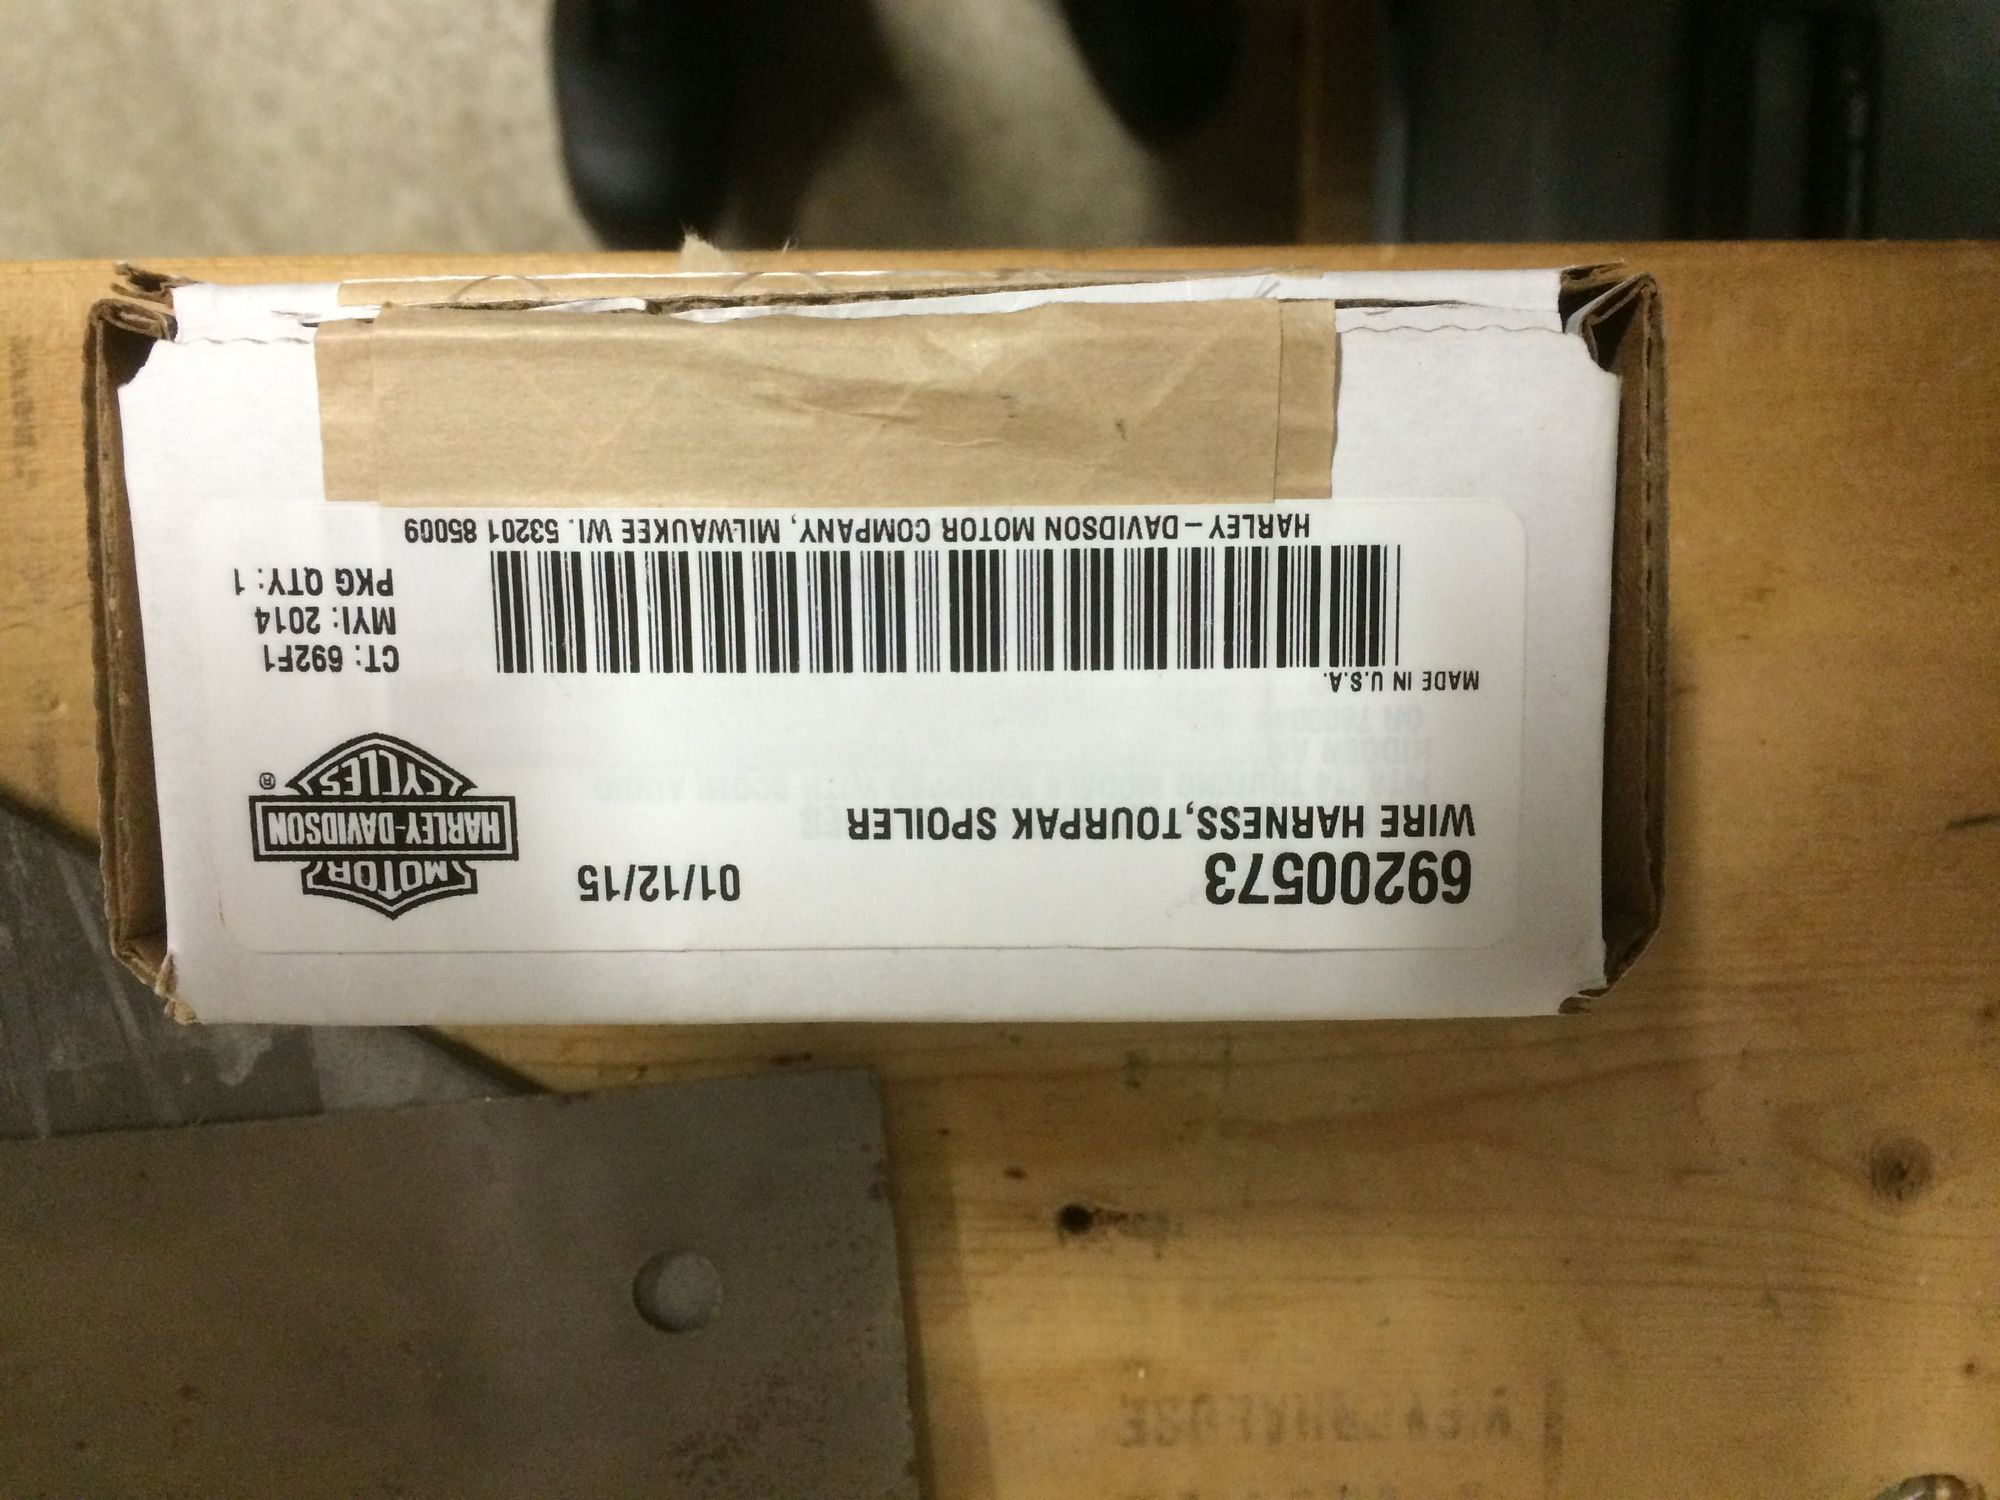 69200573
01/12/15
WIRE HARNESS,TOURPAK SPOILER
MOTOR
HARLEY-DAVIDSON
CYCLES
®
MADE IN U.S.A.
CT: 692F1
MYI: 2014
PKG QTY: 1
HARLEY – DAVIDSON MOTOR COMPANY, MILWAUKEE WI. 53201 85009